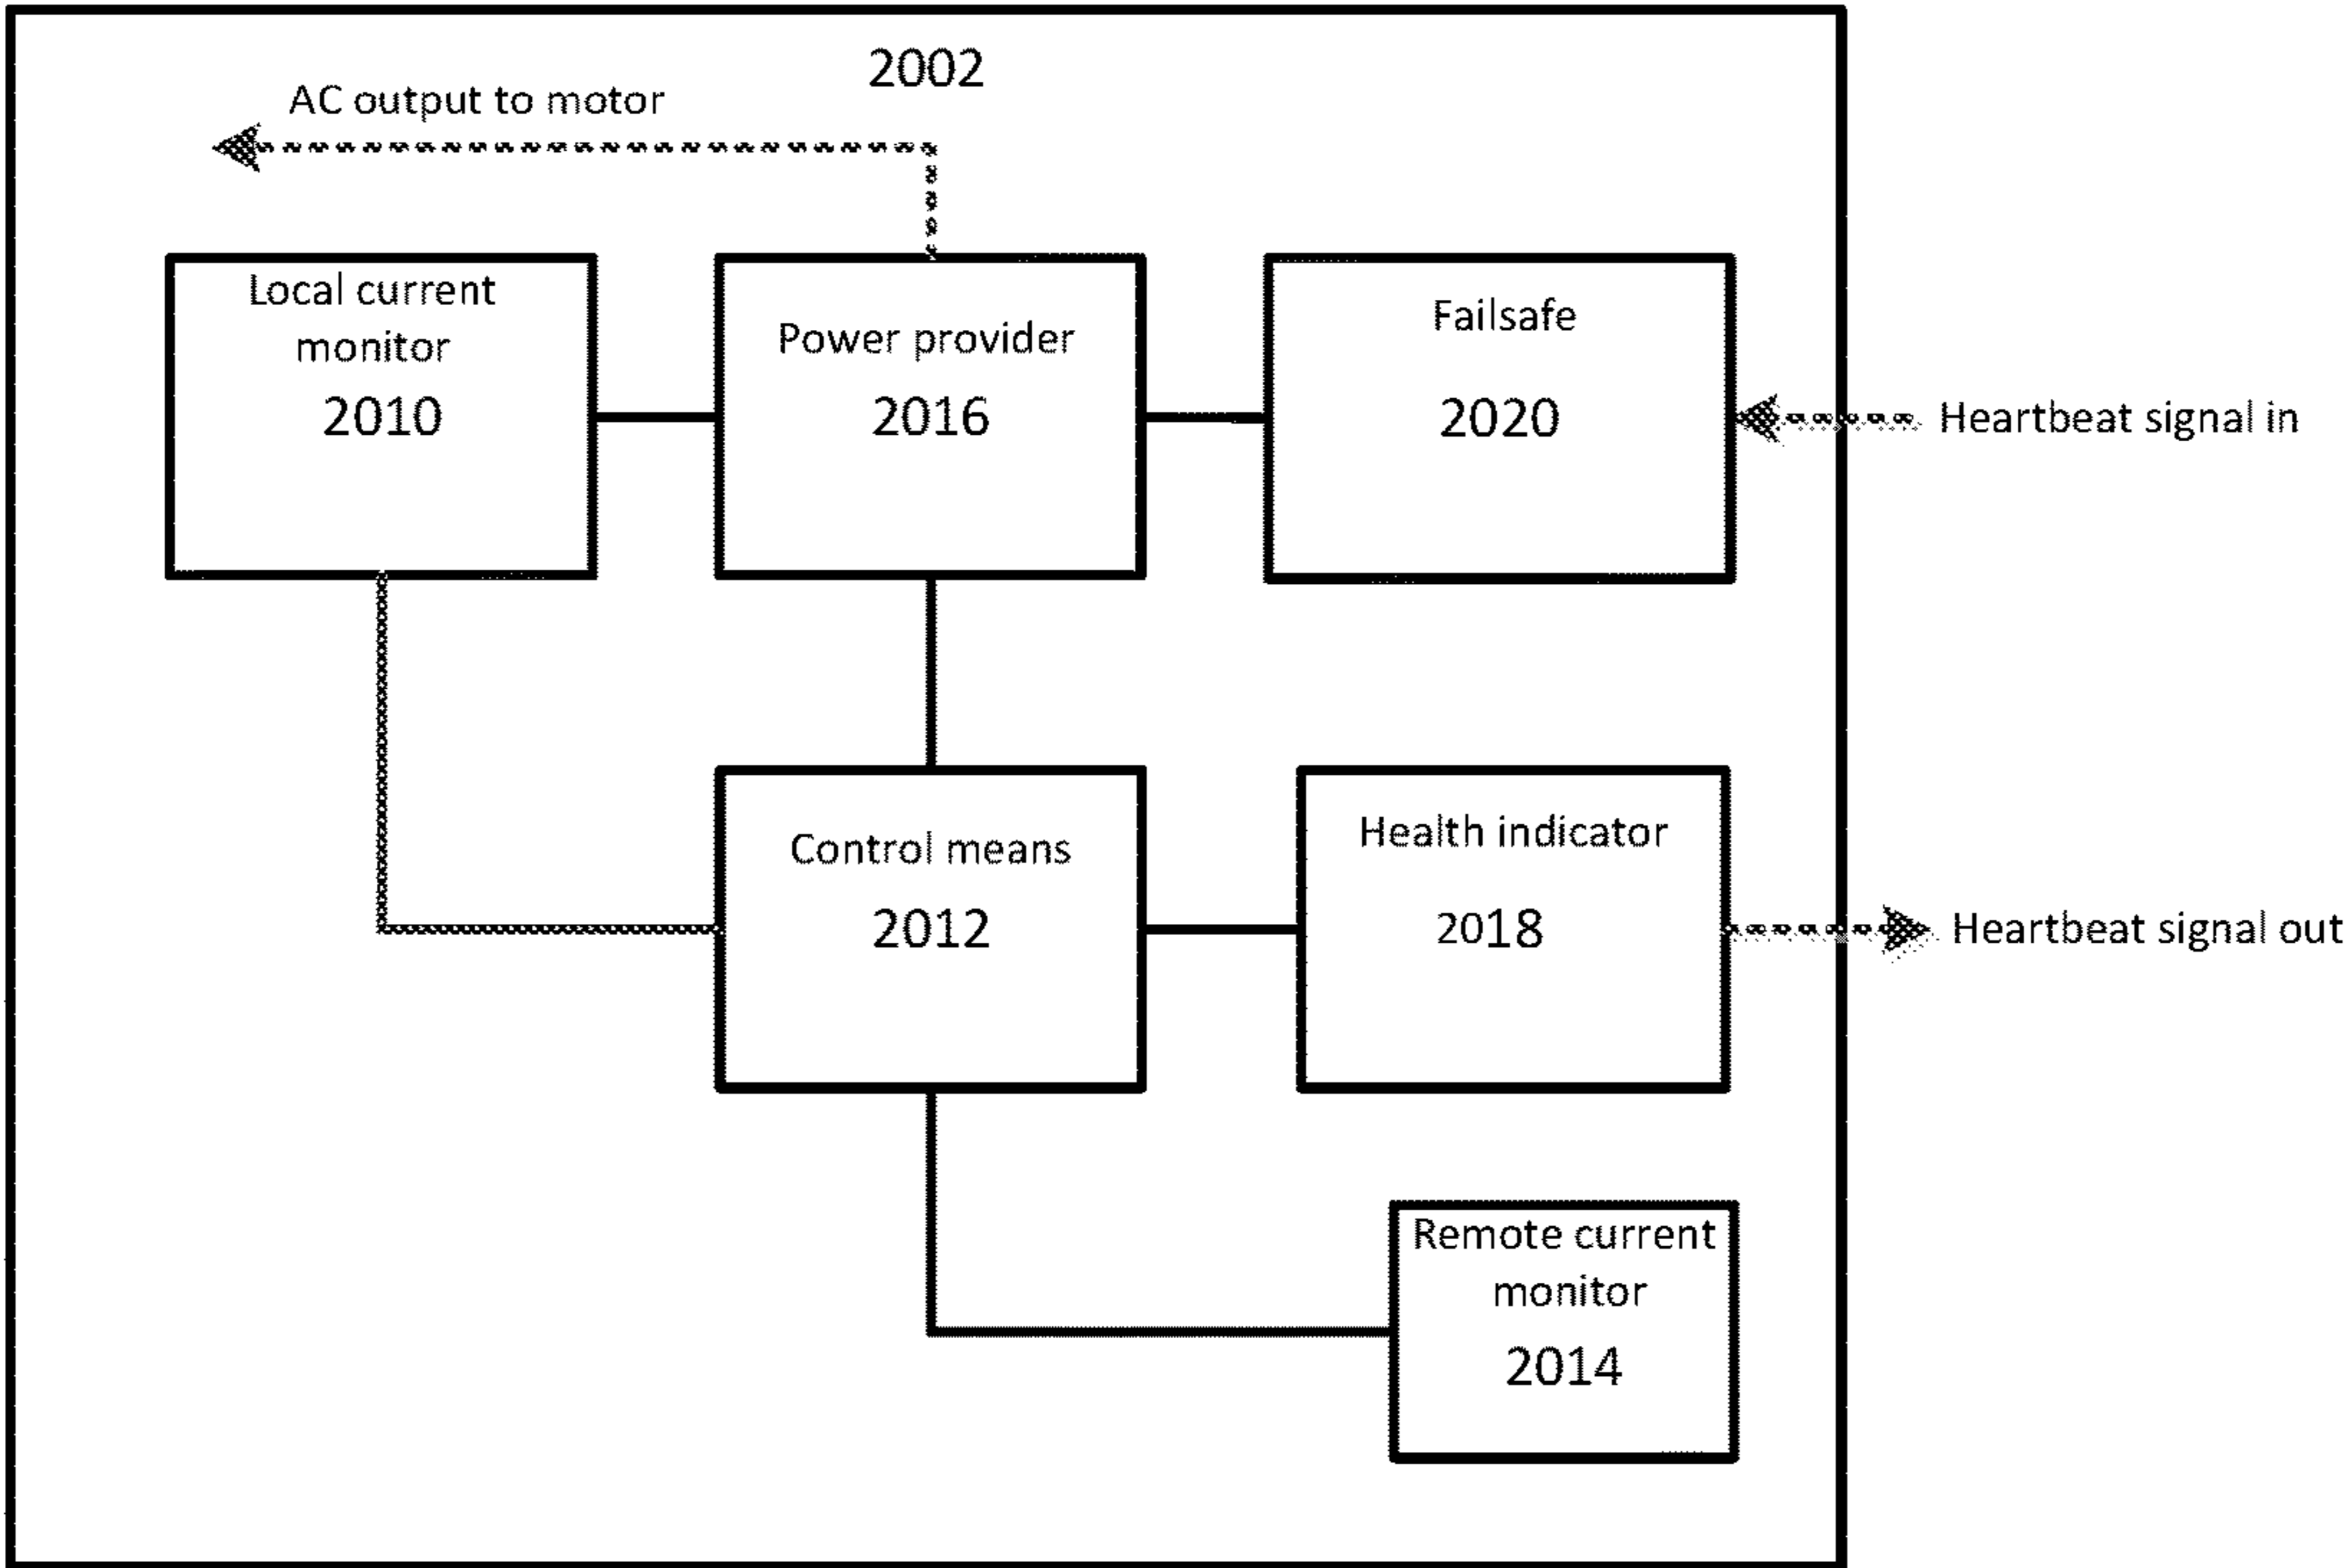 2002
AC output to motor
Local current
monitor
2010
Power provider
2016
Failsafe
2020
Heartbeat signal in
Control means
2012
Health indicator
2018
Heartbeat signal out
Remote current
monitor
2014